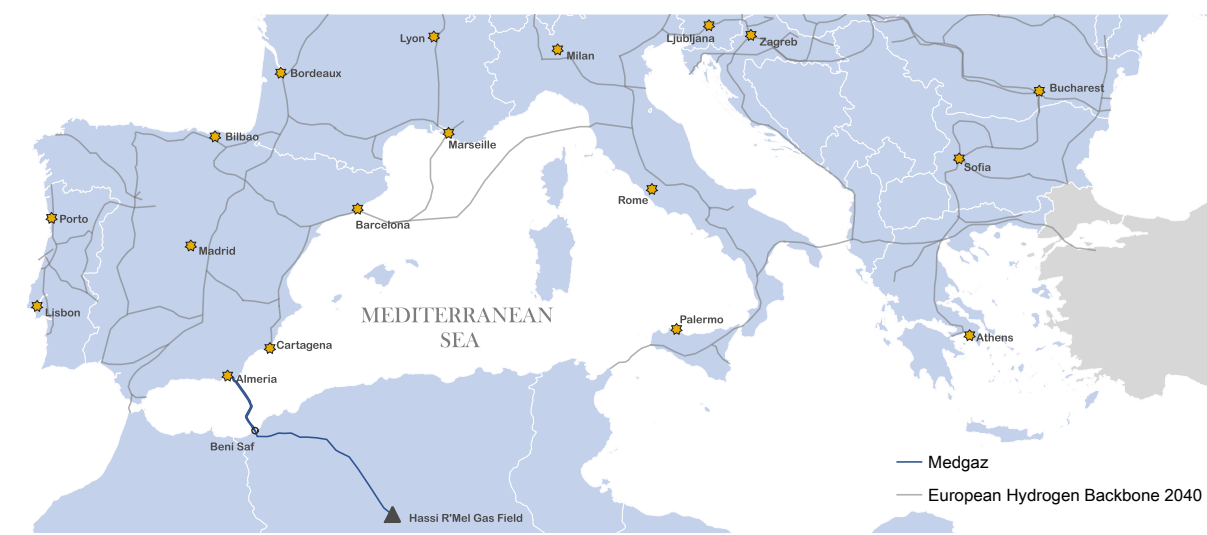 Ljubljana
Lyon
Zagreb
Milan
Bordeaux
Bucharest
Bilbao
Marseille
Sofia
Rome
Porto
Barcelona
Madrid
Lisbon
MEDITERRANEAN
SEA
Palermo
Athens
Cartagena
Almeria
Beni Saf
Medgaz
European Hydrogen Backbone 2040
Hassi R'Mel Gas Field